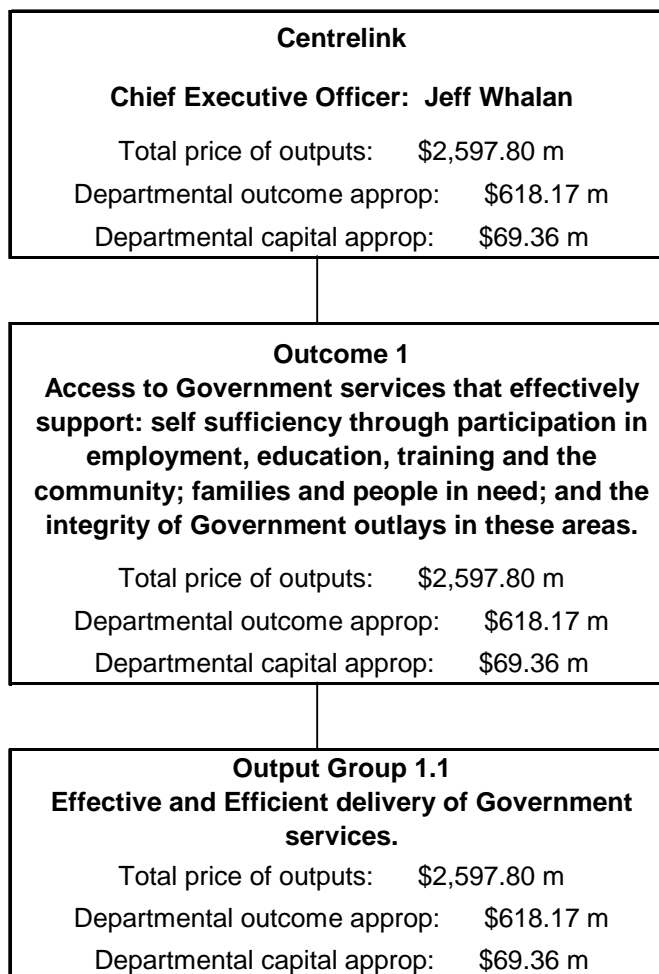 Centrelink
Chief Executive Officer: Jeff Whalan
Total price of outputs: $2,597.80 m
Departmental outcome approp: $618.17 m
Departmental capital approp: $69.36 m
Outcome 1
Access to Government services that effectively
support: self sufficiency through participation in
employment, education, training and the
community; families and people in need; and the
integrity of Government outlays in these areas.
Total price of outputs: $2,597.80 m
Departmental outcome approp: $618.17 m
Departmental capital approp: $69.36 m
Output Group 1.1
Effective and Efficient delivery of Government
services.
Total price of outputs: $2,597.80 m
Departmental outcome approp: $618.17 m
Departmental capital approp: $69.36 m